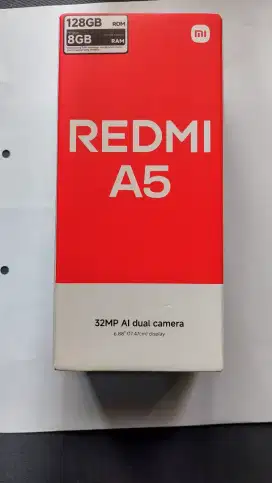 128GB ROM
8GB RAM
mi
REDMI
A5
32MP AI dual camera